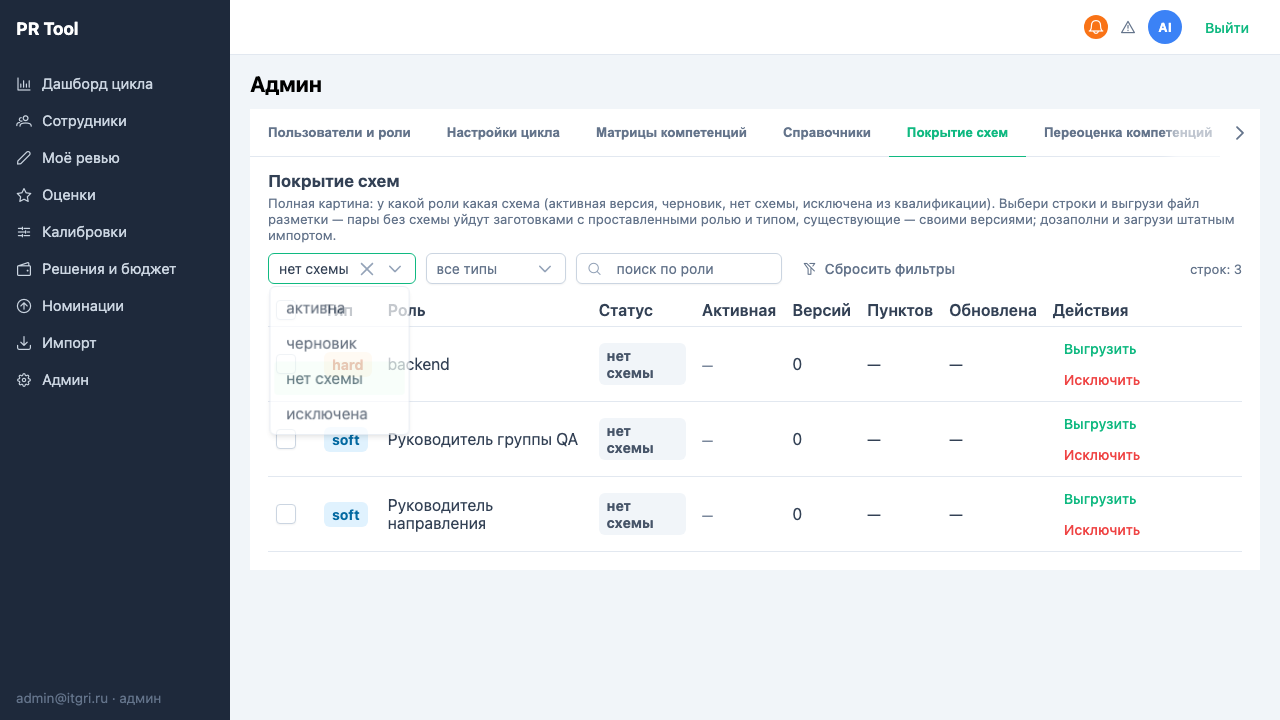 PR Tool
AI
Выйти
Дашборд цикла
Сотрудники
Моё ревью
Оценки
Калибровки
Решения и бюджет
Номинации
Импорт
Админ
admin@itgri.ru · админ
Админ
Пользователи и роли
Настройки цикла
Матрицы компетенций
Справочники
Покрытие схем
Переоценка компетенций
Покрытие схем
Полная картина: у какой роли какая схема (активная версия, черновик, нет схемы, исключена из квалификации). Выбери строки и выгрузи файл
разметки — пары без схемы уйдут заготовками с проставленными ролью и типом, существующие — своими версиями; дозаполни и загрузи штатным
импортом.
нет схемы
все типы
поиск по роли
Сбросить фильтры
строк: 3
активна
черновик
нет схемы
исключена
Тип
Роль
Статус
Активная
Версий
Пунктов
Обновлена
Действия
hard
backend
нет
схемы
—
0
—
—
Выгрузить
Исключить
soft
Руководитель группы QA
нет
схемы
—
0
—
—
Выгрузить
Исключить
soft
Руководитель
направления
нет
схемы
—
0
—
—
Выгрузить
Исключить